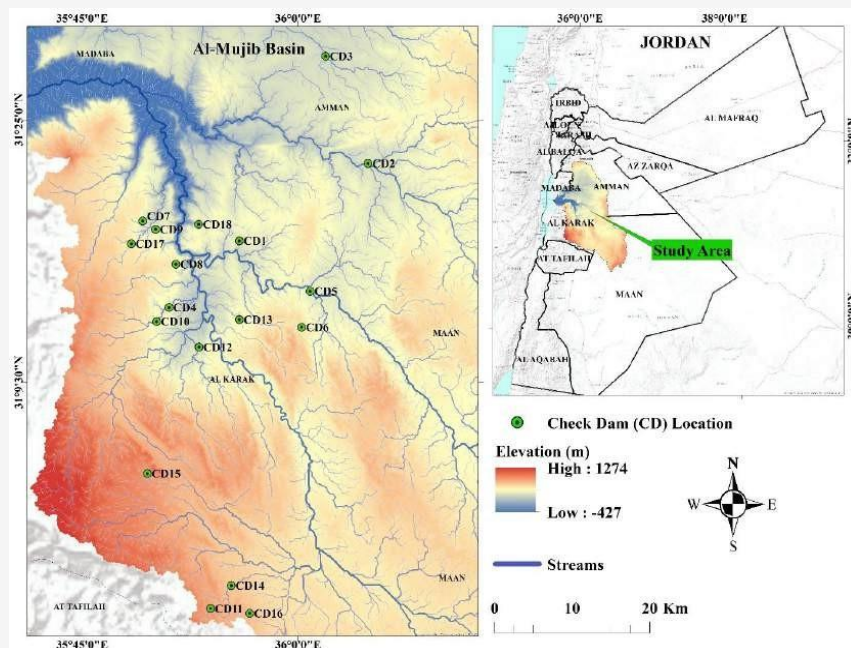 35°45'0"E
36°0'0"E
Al-Mujib Basin
MADABA
AMMAN
CD3
31°25'0"N
CD2
CD7
CD9
CD18
CD17
CD1
CD8
CD5
CD4
CD10
CD13
CD6
MAAN
CD12
31°9'30"N
AL KARAK
CD15
CD14
MAAN
AT TAFILAH
CD11
CD16
35°45'0"E
36°0'0"E
36°0'0"E
38°0'0"E
JORDAN
IRBID
AL MAFRAQ
AL BALQA
AZ ZARQA
MADABA
AMMAN
AL KARAK
Study Area
AT TAFILAH
MAAN
AL AQABAH
Check Dam (CD) Location
Elevation (m)
High : 1274
Low : -427
N
W
E
S
Streams
0
10
20 Km